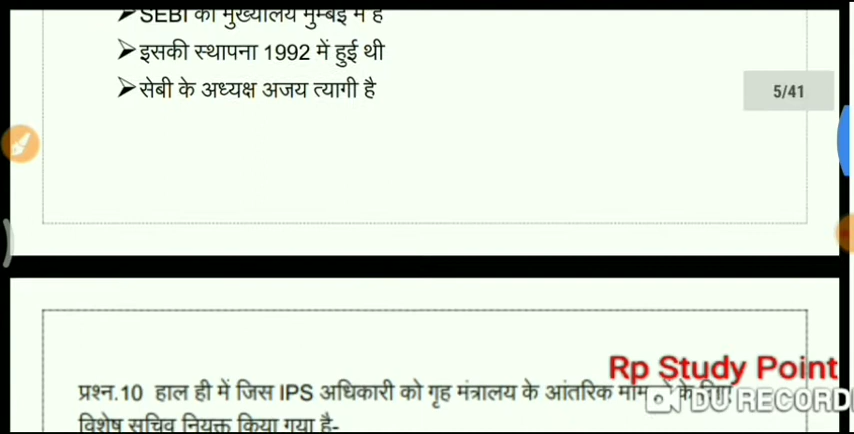 ➤SEBI का मुख्यालय मुम्बई में है
➤इसकी स्थापना 1992 में हुई थी
➤सेबी के अध्यक्ष अजय त्यागी है
5/41
Rp Study Point
प्रश्न.10 हाल ही में जिस IPS अधिकारी को गृह मंत्रालय के आंतरिक
DU RECORD
विशेष सचिव नियुक्त किया गया है-